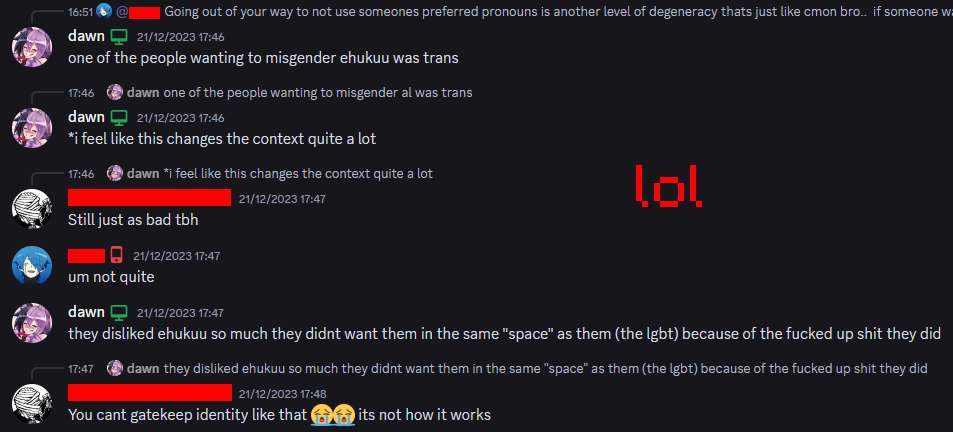 16:51 @ Going out of your way to not use someones preferred pronouns is another level of degeneracy thats just like cmon bro.. if someone wa
dawn 21/12/2023 17:46
one of the people wanting to misgender ehukuu was trans
17:46 dawn one of the people wanting to misgender al was trans
dawn 21/12/2023 17:46
*i feel like this changes the context quite a lot
17:46 dawn *i feel like this changes the context quite a lot
21/12/2023 17:47
Still just as bad tbh
lol
21/12/2023 17:47
um not quite
dawn 21/12/2023 17:47
they disliked ehukuu so much they didnt want them in the same "space" as them (the lgbt) because of the fucked up shit they did
17:47 dawn they disliked ehukuu so much they didnt want them in the same "space" as them (the lgbt) because of the fucked up shit they did
21/12/2023 17:48
You cant gatekeep identity like that 😭😭 its not how it works